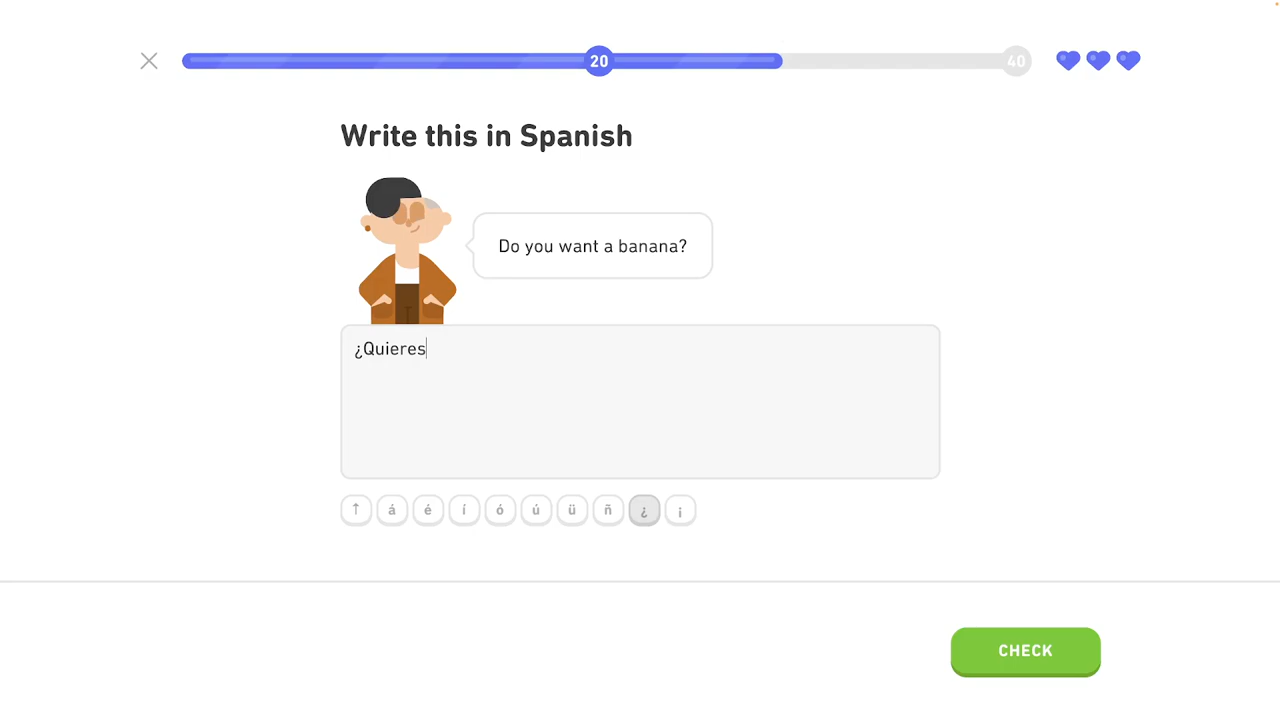 20
40
Write this in Spanish
Do you want a banana?
¿Quieres
↑ á é í ó ú ü ñ ¿ ¡
CHECK